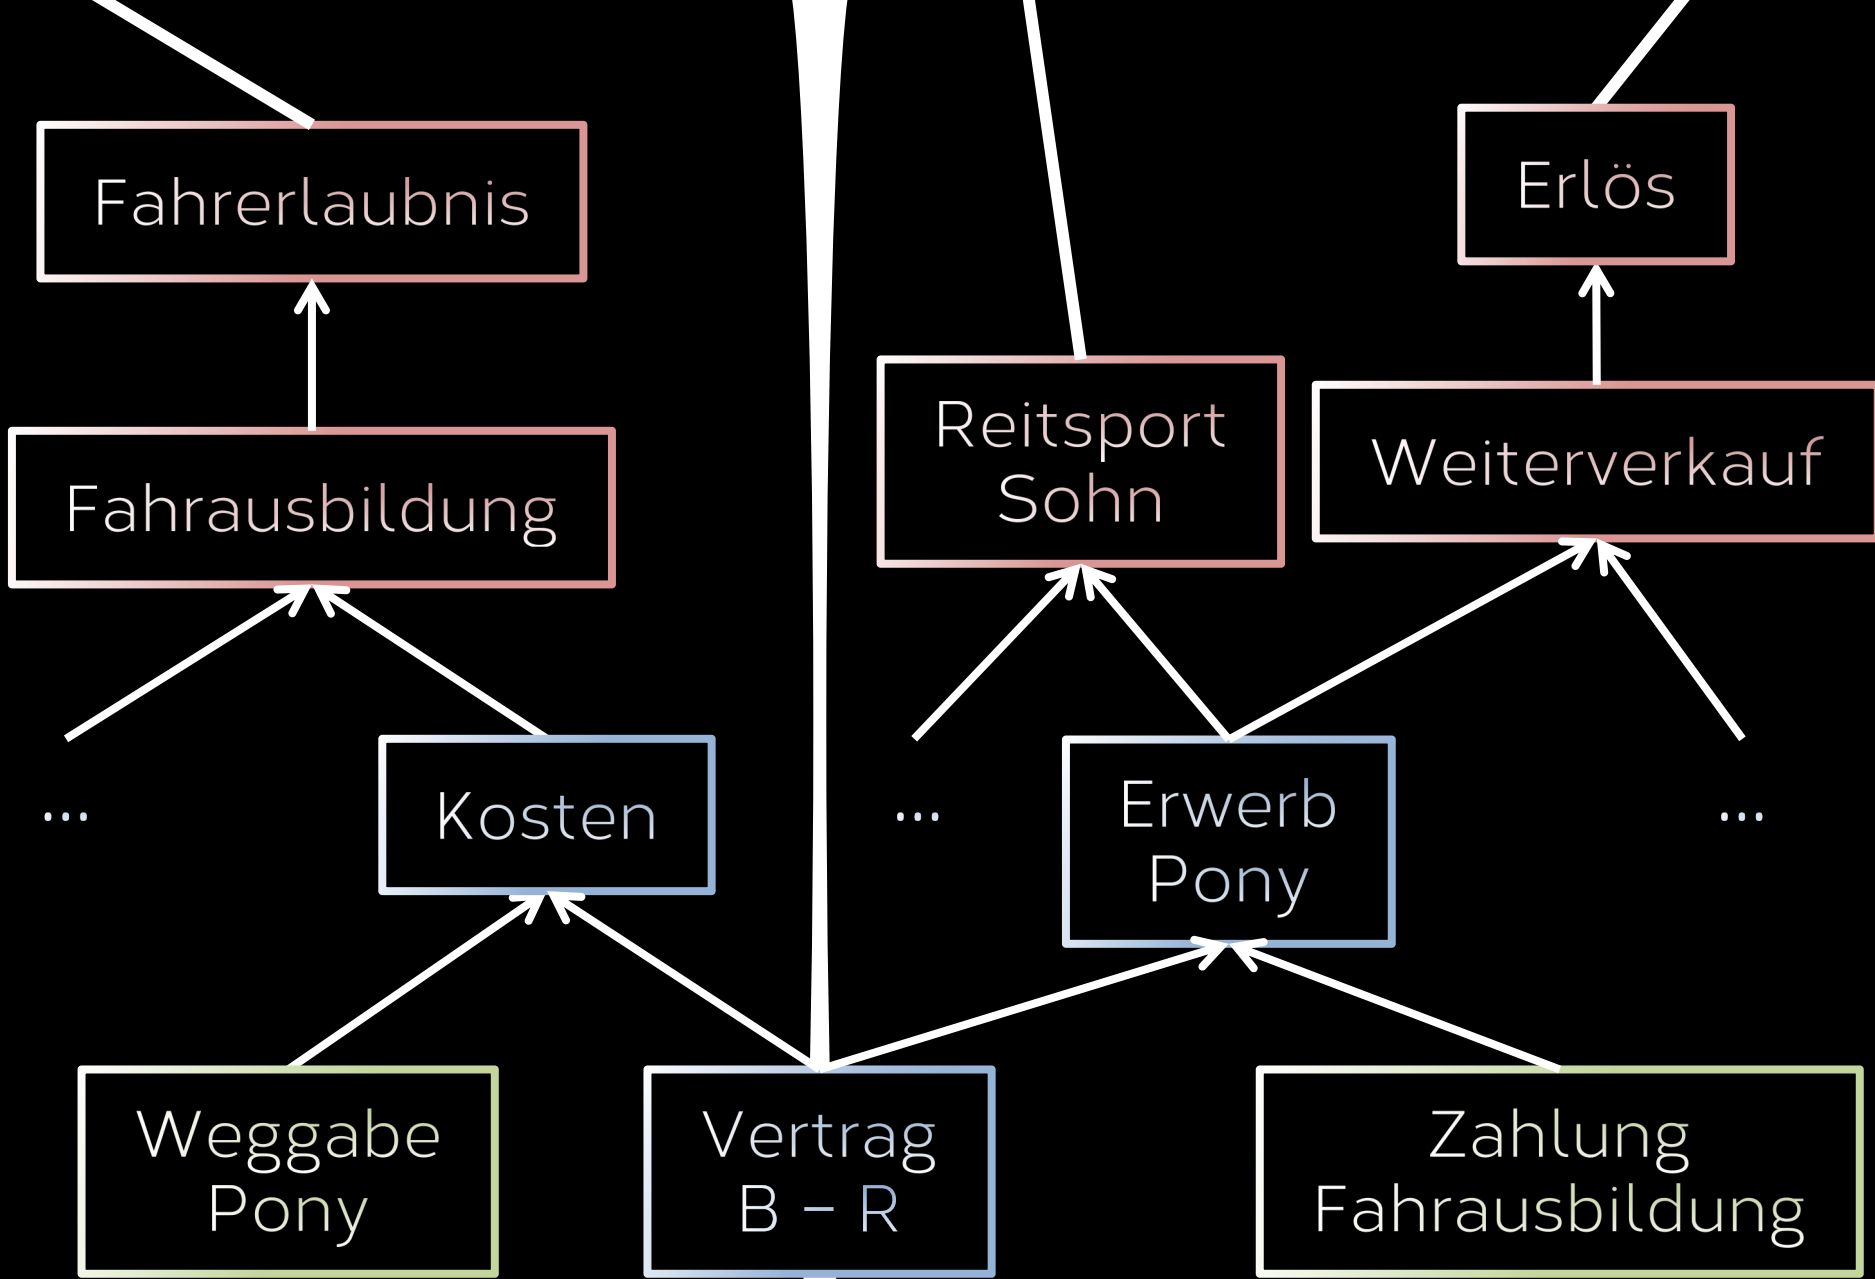 Fahrerlaubnis
Erlös
Reitsport
Sohn
Weiterverkauf
Fahrausbildung
...
Kosten
...
Erwerb
Pony
...
Weggabe
Pony
Vertrag
B – R
Zahlung
Fahrausbildung